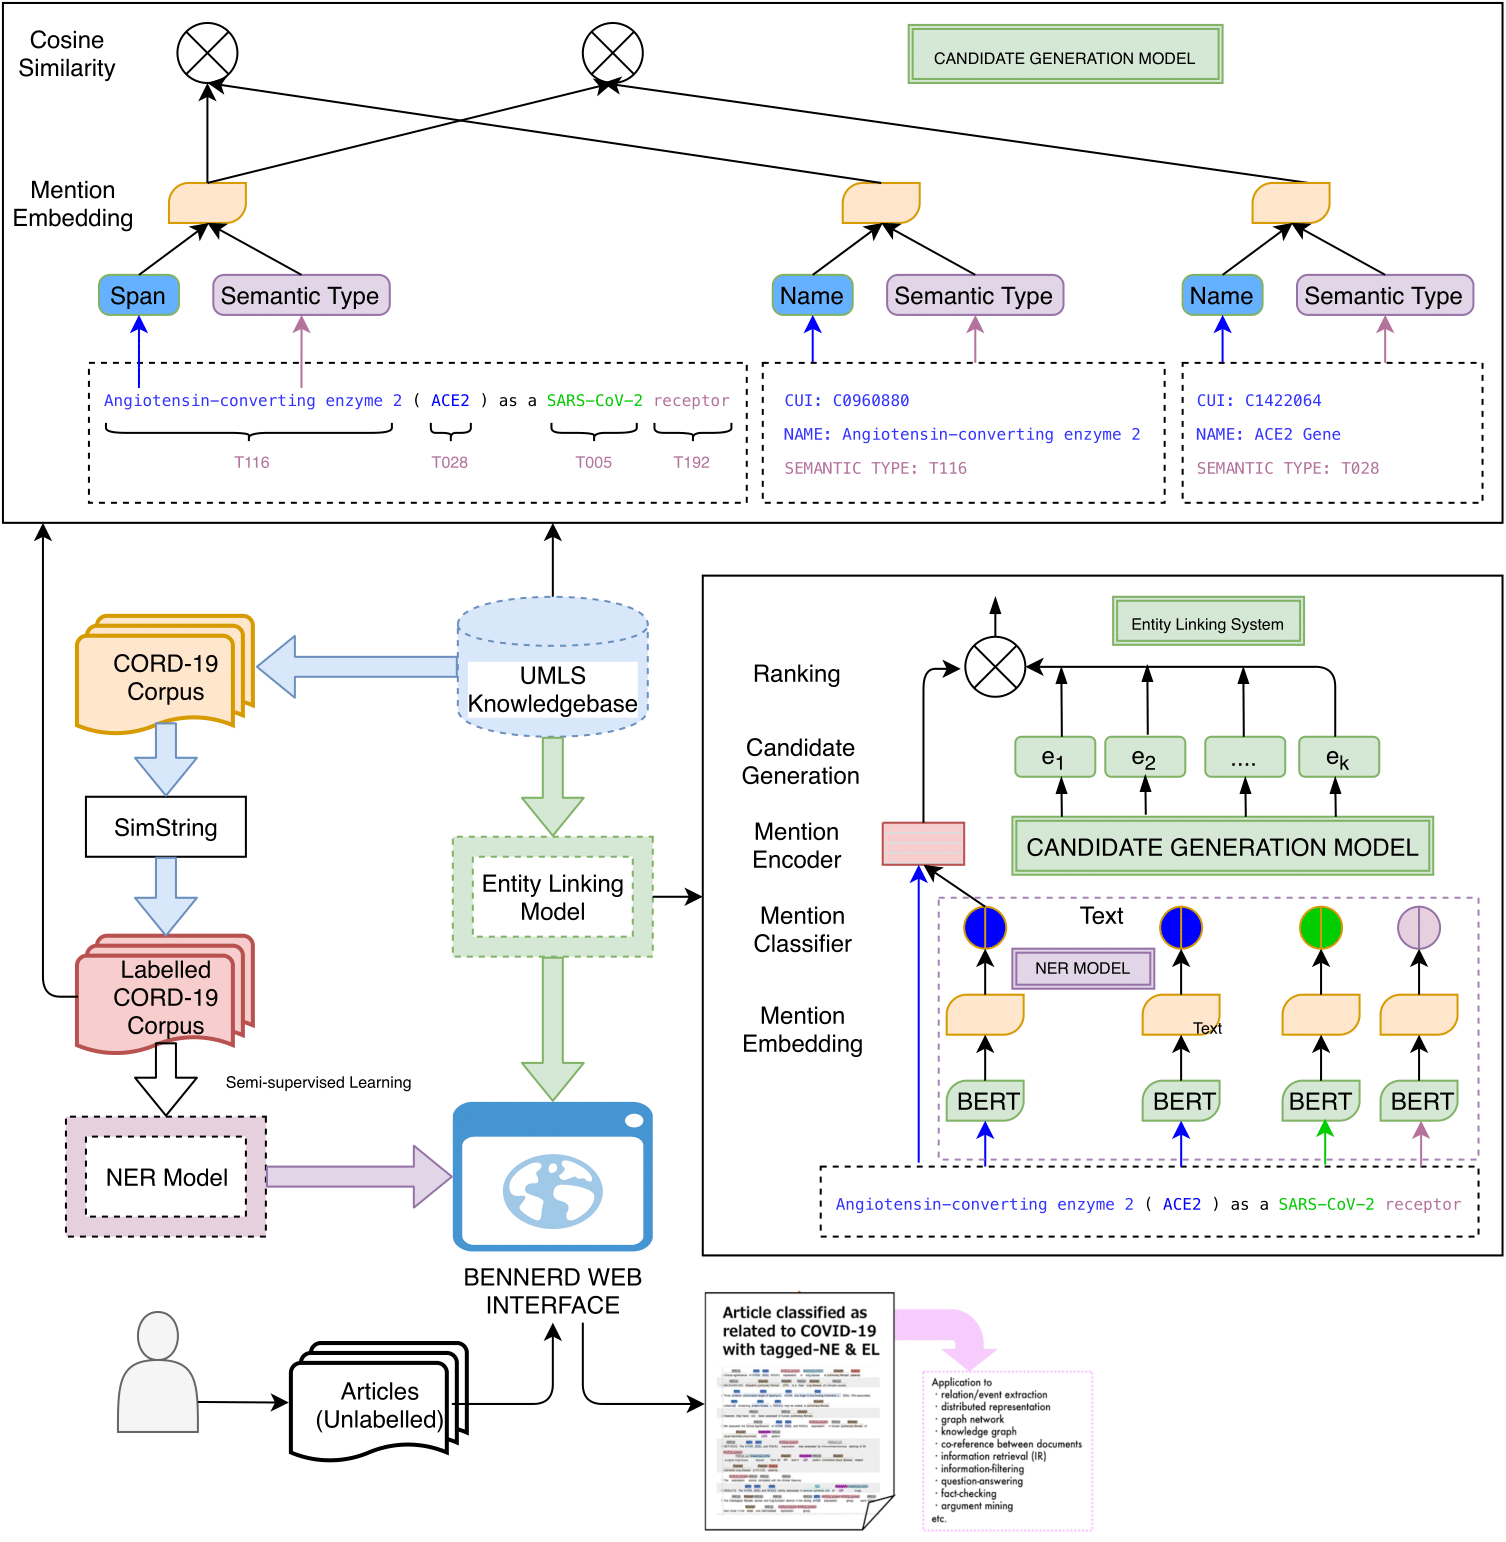 Cosine
Similarity
CANDIDATE GENERATION MODEL
Mention
Embedding
Span
Semantic Type
Name
Semantic Type
Name
Semantic Type
Angiotensin-converting enzyme 2 ( ACE2 ) as a SARS-CoV-2 receptor
T116
T028
T005
T192
CUI: C0960880
NAME: Angiotensin-converting enzyme 2
SEMANTIC TYPE: T116
CUI: C1422064
NAME: ACE2 Gene
SEMANTIC TYPE: T028
CORD-19
Corpus
UMLS
Knowledgebase
SimString
Entity Linking
Model
Labelled
CORD-19
Corpus
Semi-supervised Learning
NER Model
BENNERD WEB
INTERFACE
Entity Linking System
Ranking
Candidate
Generation
e1
e2
....
ek
Mention
Encoder
CANDIDATE GENERATION MODEL
Mention
Classifier
Text
NER MODEL
Mention
Embedding
Text
BERT
BERT
BERT
BERT
Angiotensin-converting enzyme 2 ( ACE2 ) as a SARS-CoV-2 receptor
Articles
(Unlabelled)
Article classified as
related to COVID-19
with tagged-NE & EL
Application to
· relation/event extraction
· distributed representation
· graph network
· knowledge graph
· co-reference between documents
· information retrieval (IR)
· information-filtering
· question-answering
· fact-checking
· argument mining
etc.